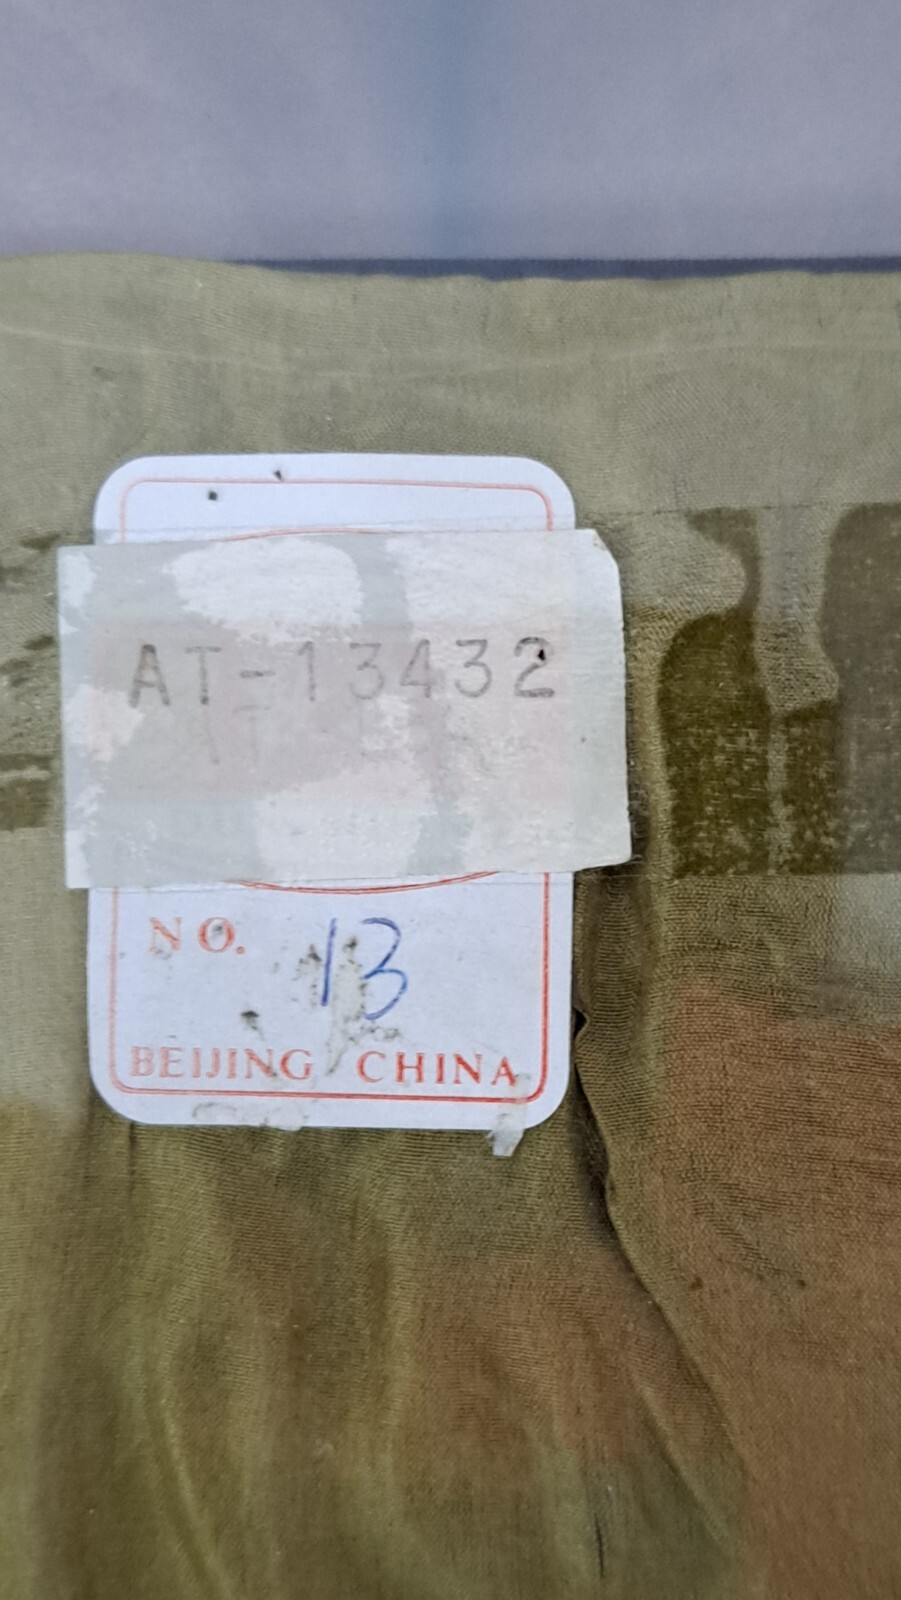 AT-13432
NO. 13
BEIJING CHINA